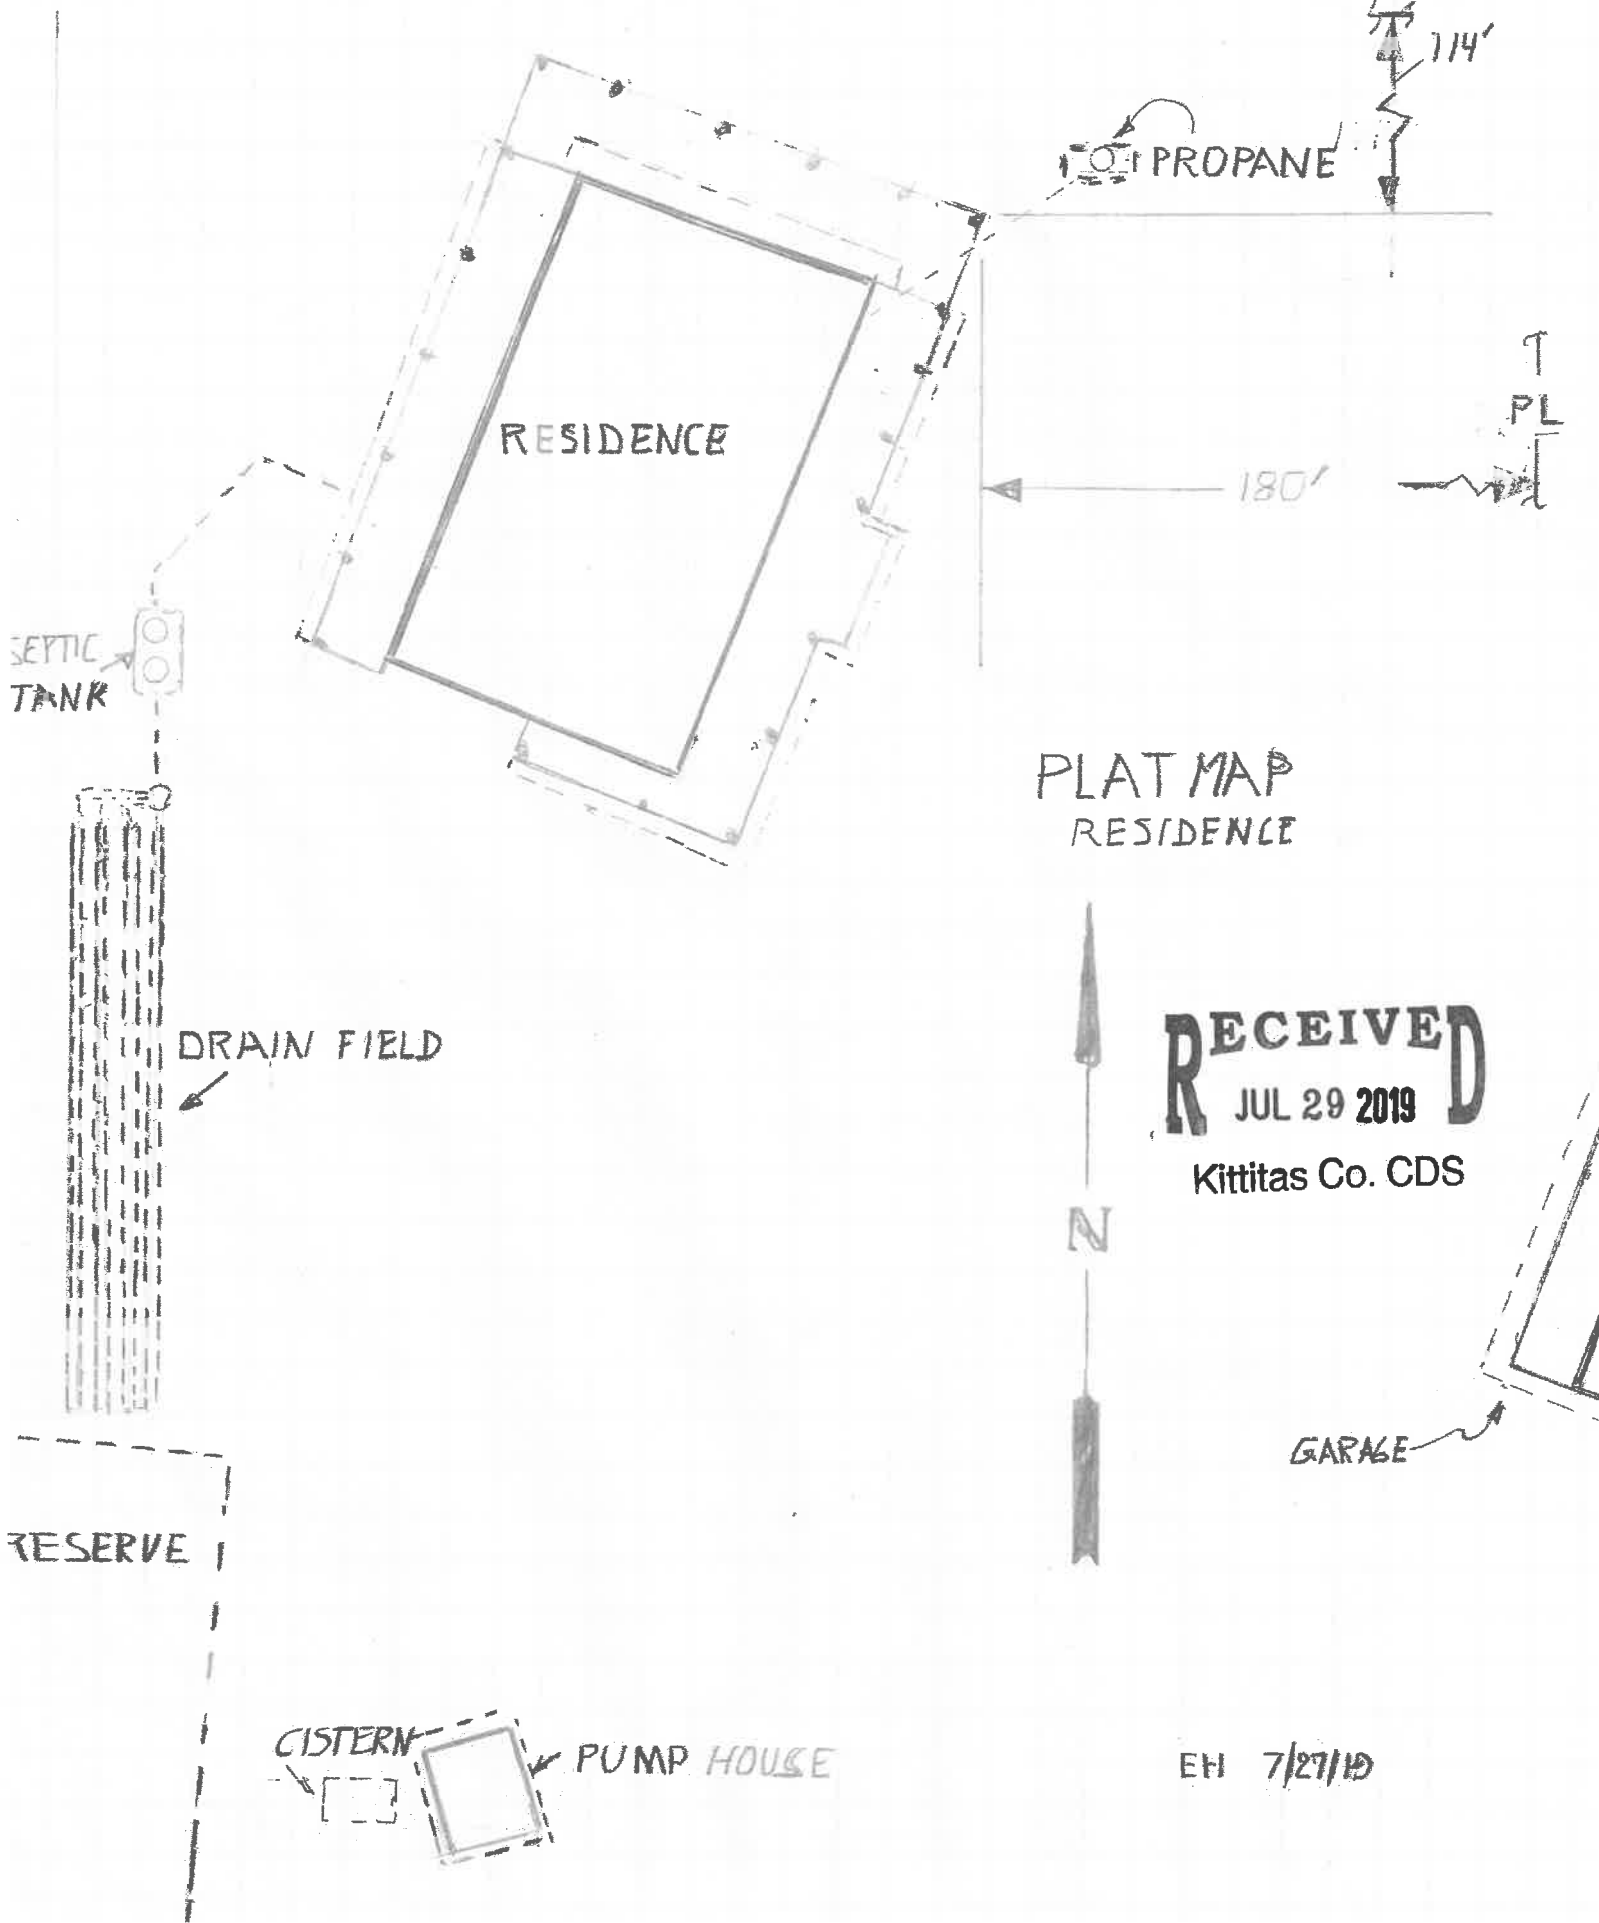 114'
PROPANE
PL
RESIDENCE
180'
SEPTIC
TANK
PLAT MAP
RESIDENCE
RECEIVED
JUL 29 2019
Kittitas Co. CDS
DRAIN FIELD
N
GARAGE
RESERVE
CISTERN
PUMP HOUSE
EH 7/27/19